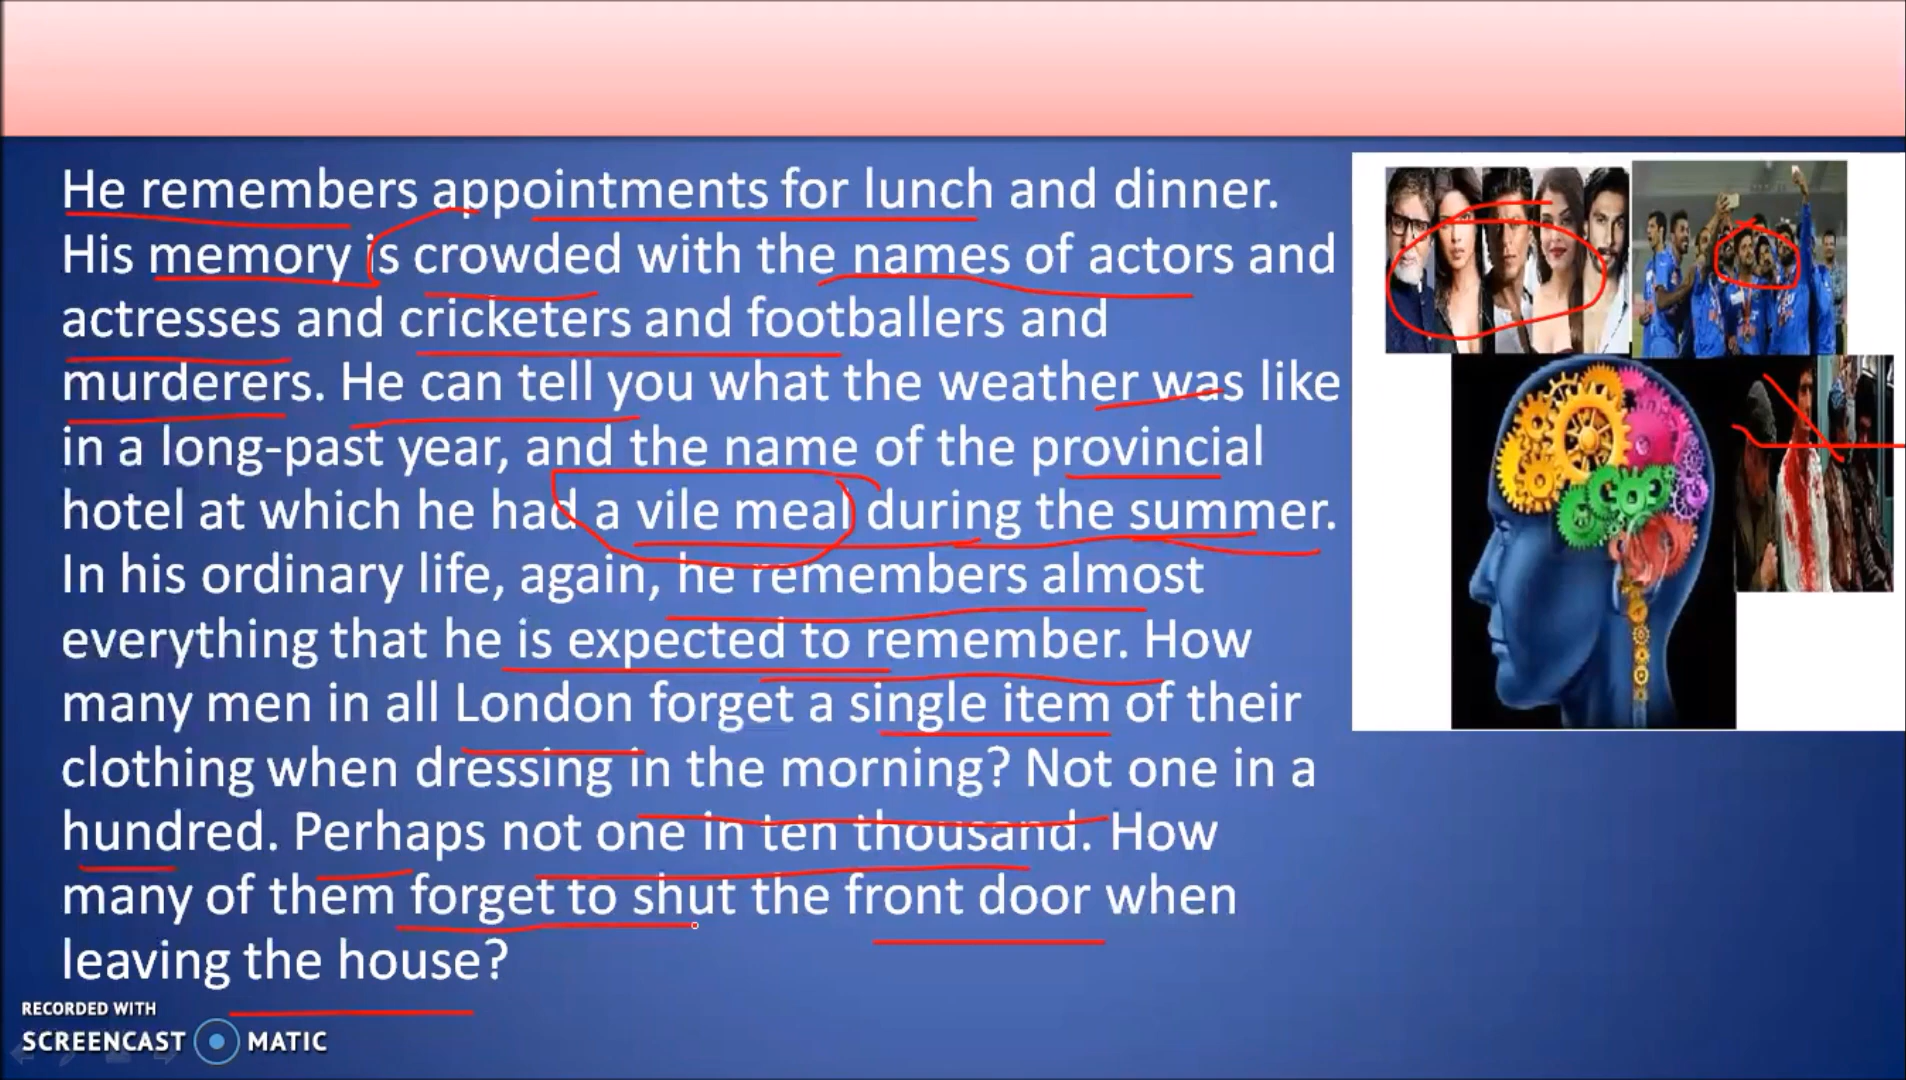 He remembers appointments for lunch and dinner.
His memory is crowded with the names of actors and
actresses and cricketers and footballers and
murderers. He can tell you what the weather was like
in a long-past year, and the name of the provincial
hotel at which he had a vile meal during the summer.
In his ordinary life, again, he remembers almost
everything that he is expected to remember. How
many men in all London forget a single item of their
clothing when dressing in the morning? Not one in a
hundred. Perhaps not one in ten thousand. How
many of them forget to shut the front door when
leaving the house?
RECORDED WITH
SCREENCAST MATIC